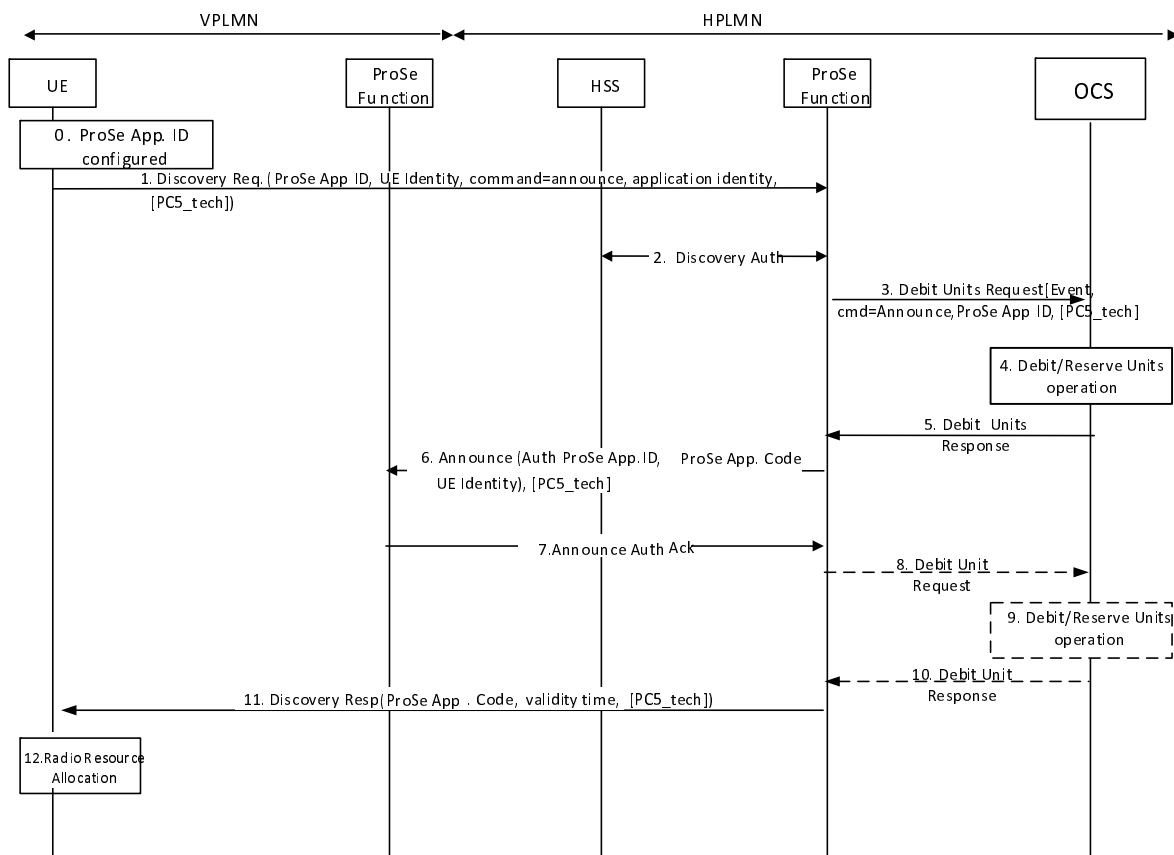 VPLMN
HPLMN
UE
ProSe
Function
HSS
ProSe
Function
OCS
0. ProSe App. ID
configured
1. Discovery Req. (ProSe App ID, UE Identity, command=announce, application identity,
[PC5_tech])
2. Discovery Auth
3. Debit Units Request[Event,
cmd=Announce,ProSe App ID, [PC5_tech]
4. Debit/Reserve Units
operation
5. Debit Units
Response
6. Announce (Auth ProSe App.ID, ProSe App. Code
UE Identity), [PC5_tech]
7.Announce Auth Ack
8. Debit Unit
Request
9. Debit/Reserve Units
operation
10. Debit Unit
Response
11. Discovery Resp(ProSe App . Code, validity time, [PC5_tech])
12.Radio Resource
Allocation